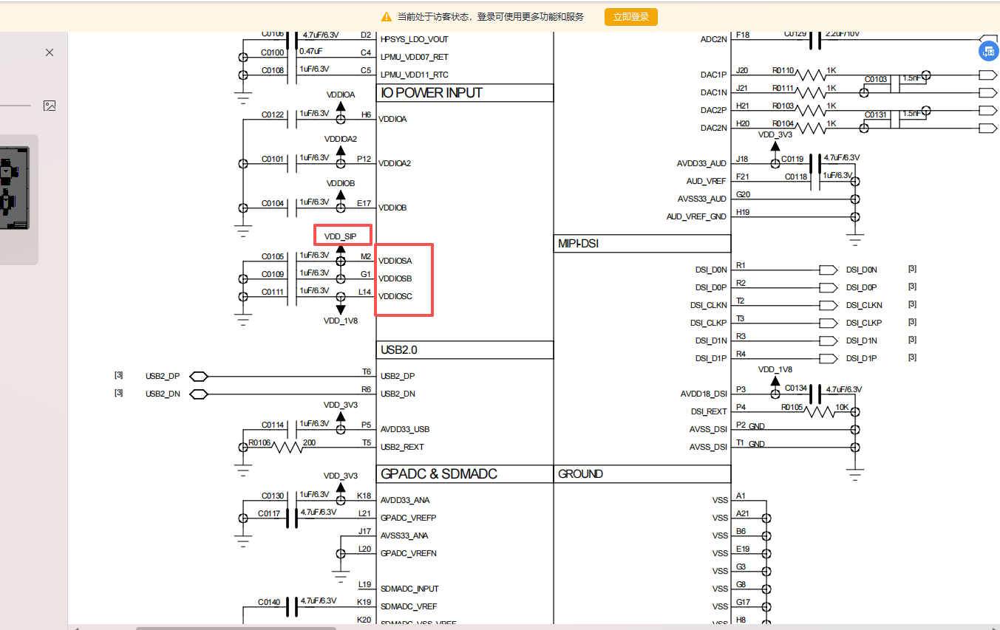 当前处于访客状态，登录可使用更多功能和服务 立即登录
C0106 4.7uF/6.3V D2 HPSYS_LDO_VOUT
C0100 0.47uF C4 LPMU_VDD07_RET
C0108 1uF/6.3V C5 LPMU_VDD11_RTC
IO POWER INPUT
VDDIOA
C0122 1uF/6.3V H6 VDDIOA
VDDIOA2
C0101 1uF/6.3V P12 VDDIOA2
VDDIOB
C0104 1uF/6.3V E17 VDDIOB
VDD_SIP
C0105 1uF/6.3V M2 VDDIOSA
C0109 1uF/6.3V G1 VDDIOSB
C0111 1uF/6.3V L14 VDDIOSC
VDD_1V8
USB2.0
[3] USB2_DP T6 USB2_DP
[3] USB2_DN R6 USB2_DN
VDD_3V3
C0114 1uF/6.3V P5 AVDD33_USB
R0106 200 T5 USB2_REXT
GPADC & SDMADC
VDD_3V3
C0130 1uF/6.3V K18 AVDD33_ANA
C0117 4.7uF/6.3V L21 GPADC_VREFP
J17 AVSS33_ANA
L20 GPADC_VREFN
L19 SDMADC_INPUT
C0140 4.7uF/6.3V K19 SDMADC_VREF
K20 SDMADC_VSS_VREF
ADC2N F18 C0129 2.2uF/10V
DAC1P J20 R0110 1K C0103 1.5nF
DAC1N J21 R0111 1K
DAC2P H21 R0103 1K C0131 1.5nF
DAC2N H20 R0104 1K
VDD_3V3
AVDD33_AUD J18 C0119 4.7uF/6.3V
AUD_VREF F21 C0118 1uF/6.3V
AVSS33_AUD G20
AUD_VREF_GND H19
MIPI-DSI
DSI_D0N R1 DSI_D0N [3]
DSI_D0P R2 DSI_D0P [3]
DSI_CLKN T2 DSI_CLKN [3]
DSI_CLKP T3 DSI_CLKP [3]
DSI_D1N R3 DSI_D1N [3]
DSI_D1P R4 DSI_D1P [3]
VDD_1V8
AVDD18_DSI P3 C0134 4.7uF/6.3V
DSI_REXT P4 R0105 10K
AVSS_DSI P2 GND
AVSS_DSI T1 GND
GROUND
VSS A1
VSS A21
VSS B6
VSS E19
VSS G3
VSS G8
VSS G17
VSS H8